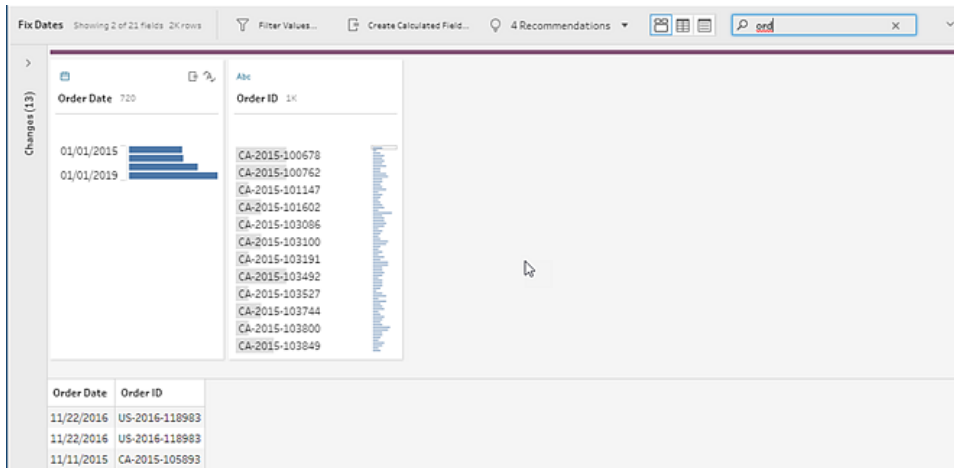 Fix Dates Showing 2 of 21 fields 2K rows Filter Values... Create Calculated Field... 4 Recommendations ord
Changes (13)
Order Date 720
01/01/2015
01/01/2019
Abc
Order ID 1K
CA-2015-100678
CA-2015-100762
CA-2015-101147
CA-2015-101602
CA-2015-103086
CA-2015-103100
CA-2015-103191
CA-2015-103492
CA-2015-103527
CA-2015-103744
CA-2015-103800
CA-2015-103849
Order Date Order ID
11/22/2016 US-2016-118983
11/22/2016 US-2016-118983
11/11/2015 CA-2015-105893